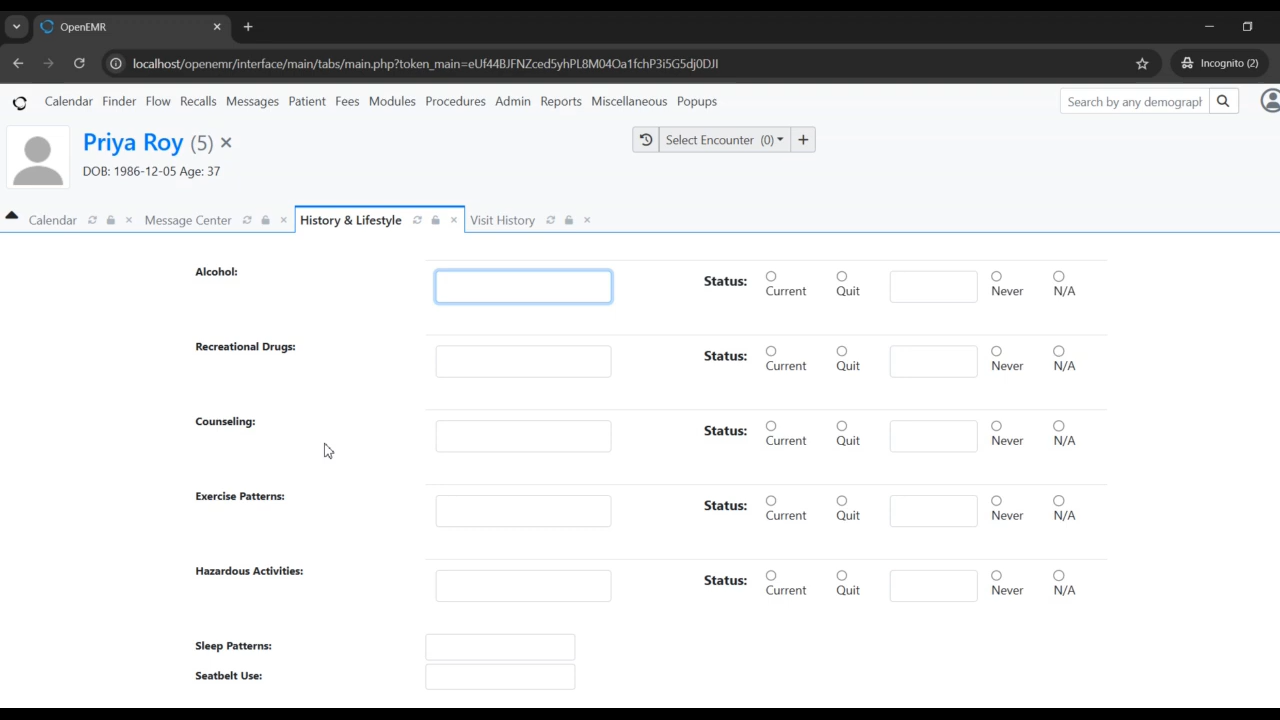 OpenEMR
localhost/openemr/interface/main/tabs/main.php?token_main=eUf44BJFNZced5yhPL8M04Oa1fchP3i5G5dj0DJI
Incognito (2)
Calendar Finder Flow Recalls Messages Patient Fees Modules Procedures Admin Reports Miscellaneous Popups
Search by any demograph
Priya Roy (5)
Select Encounter (0)
DOB: 1986-12-05 Age: 37
Calendar Message Center History & Lifestyle Visit History
Alcohol: Status: Current Quit Never N/A
Recreational Drugs: Status: Current Quit Never N/A
Counseling: Status: Current Quit Never N/A
Exercise Patterns: Status: Current Quit Never N/A
Hazardous Activities: Status: Current Quit Never N/A
Sleep Patterns:
Seatbelt Use: